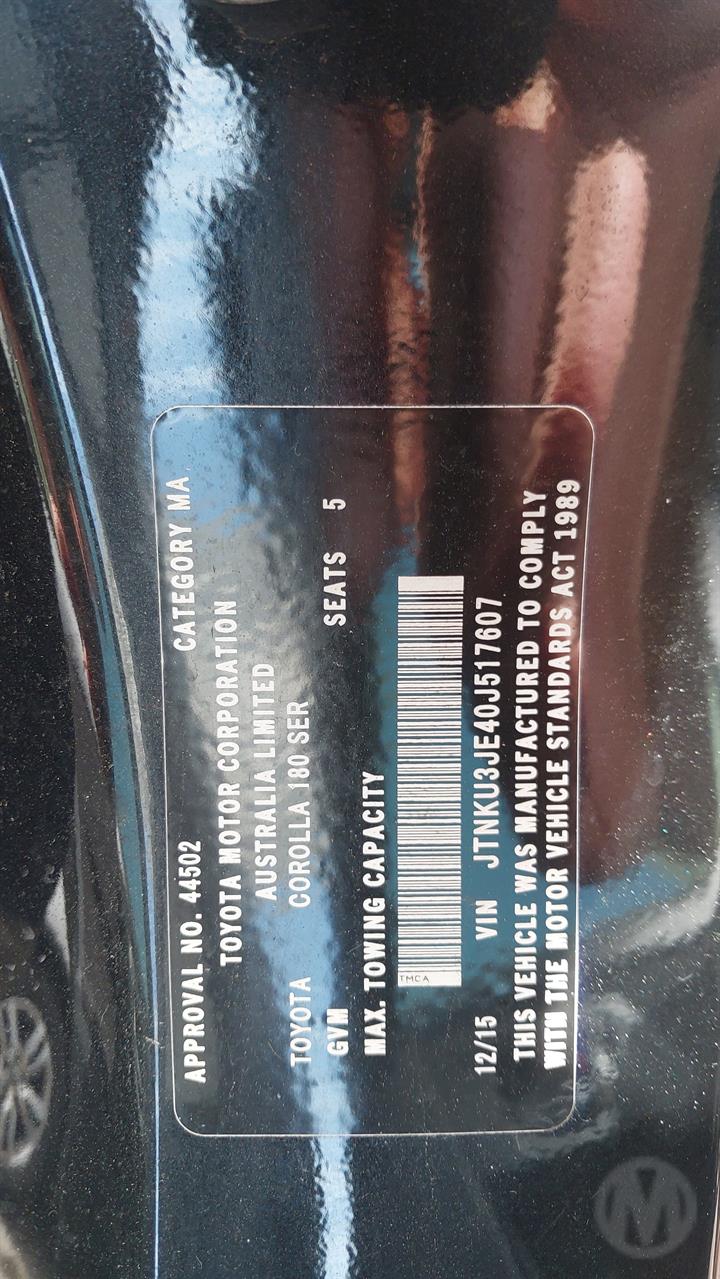 APPROVAL NO. 44502 CATEGORY MA
TOYOTA MOTOR CORPORATION
AUSTRALIA LIMITED
TOYOTA COROLLA 180 SER
GVM SEATS 5
MAX. TOWING CAPACITY
TMCA
12/15 VIN JTNKU3JE40J517607
THIS VEHICLE WAS MANUFACTURED TO COMPLY
WITH THE MOTOR VEHICLE STANDARDS ACT 1989
M